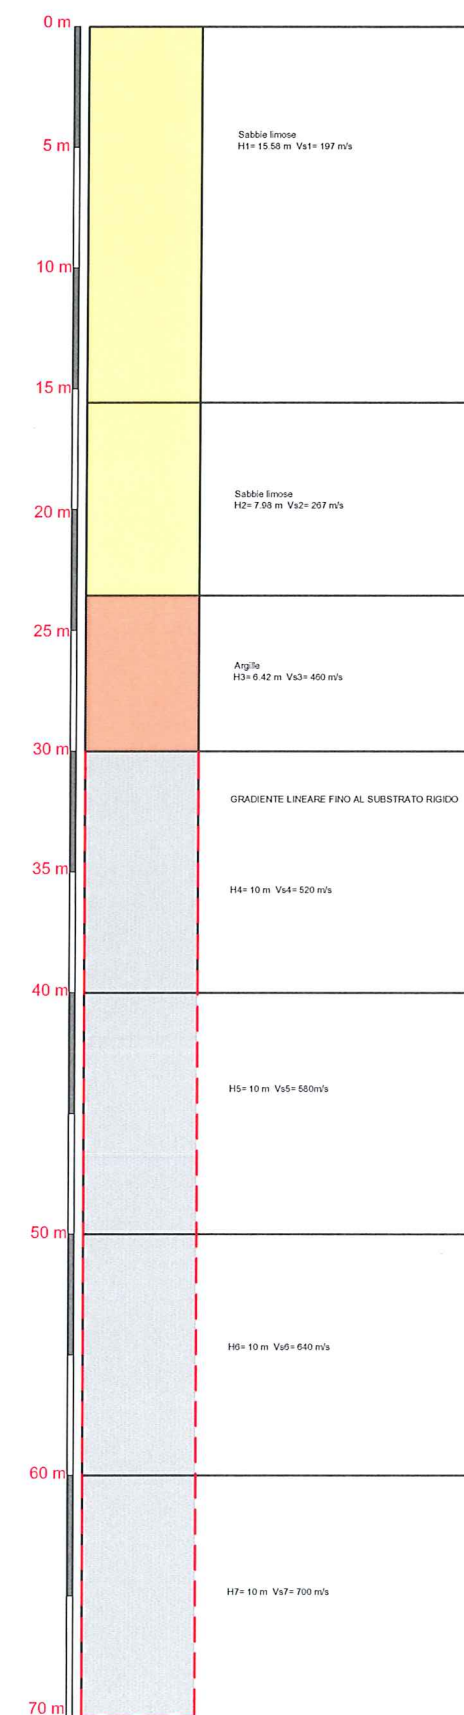 0 m
Sabbie limose
H1= 15.58 m Vs1= 197 m/s
5 m
10 m
15 m
Sabbie limose
H2= 7.98 m Vs2= 267 m/s
20 m
25 m
Argille
H3= 6.42 m Vs3= 460 m/s
30 m
GRADIENTE LINEARE FINO AL SUBSTRATO RIGIDO
35 m
H4= 10 m Vs4= 520 m/s
40 m
H5= 10 m Vs5= 580m/s
50 m
H6= 10 m Vs6= 640 m/s
60 m
H7= 10 m Vs7= 700 m/s
70 m